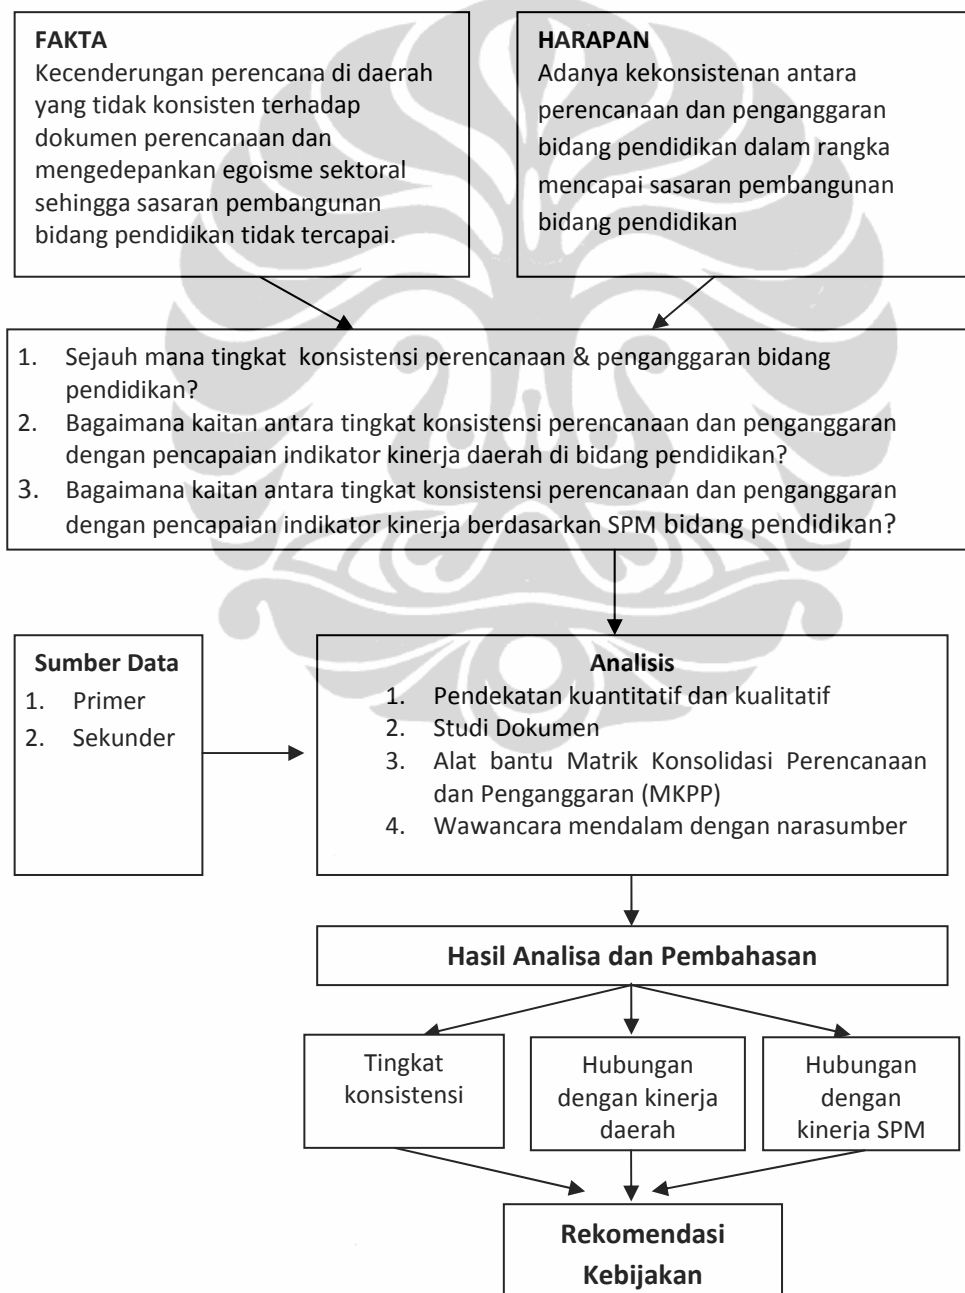 FAKTA
Kecenderungan perencana di daerah
yang tidak konsisten terhadap
dokumen perencanaan dan
mengedepankan egoisme sektoral
sehingga sasaran pembangunan
bidang pendidikan tidak tercapai.
HARAPAN
Adanya kekonsistenan antara
perencanaan dan penganggaran
bidang pendidikan dalam rangka
mencapai sasaran pembangunan
bidang pendidikan
1. Sejauh mana tingkat konsistensi perencanaan & penganggaran bidang
pendidikan?
2. Bagaimana kaitan antara tingkat konsistensi perencanaan dan penganggaran
dengan pencapaian indikator kinerja daerah di bidang pendidikan?
3. Bagaimana kaitan antara tingkat konsistensi perencanaan dan penganggaran
dengan pencapaian indikator kinerja berdasarkan SPM bidang pendidikan?
Sumber Data
1. Primer
2. Sekunder
Analisis
1. Pendekatan kuantitatif dan kualitatif
2. Studi Dokumen
3. Alat bantu Matrik Konsolidasi Perencanaan
dan Penganggaran (MKPP)
4. Wawancara mendalam dengan narasumber
Hasil Analisa dan Pembahasan
Tingkat
konsistensi
Hubungan
dengan kinerja
daerah
Hubungan
dengan
kinerja SPM
Rekomendasi
Kebijakan